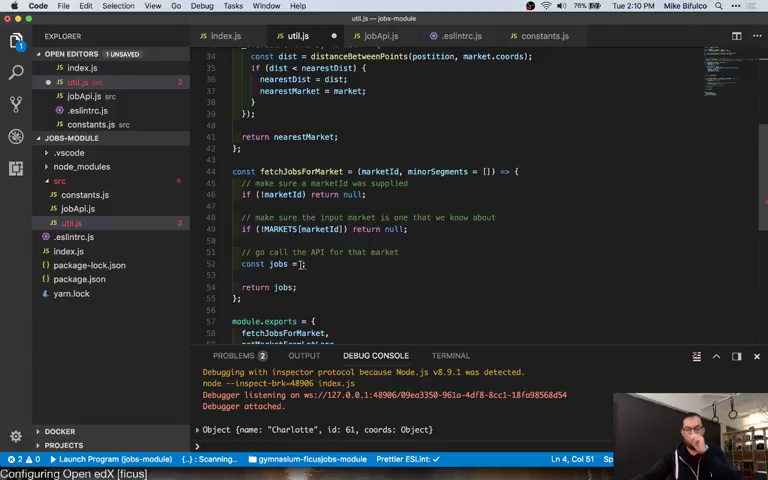 Code File Edit Selection View Go Debug Tasks Window Help 76% Tue 2:10 PM Mike Bifulco
util.js — jobs-module
EXPLORER
index.js util.js jobApi.js .eslintrc.js constants.js
OPEN EDITORS 1 UNSAVED
index.js
util.js src 2
jobApi.js src
.eslintrc.js
constants.js src
JOBS-MODULE
.vscode
node_modules
src
constants.js
jobApi.js
util.js 2
.eslintrc.js
index.js
package-lock.json
package.json
yarn.lock
DOCKER
PROJECTS
34 const dist = distanceBetweenPoints(postition, market.coords);
35 if (dist < nearestDist) {
36 nearestDist = dist;
37 nearestMarket = market;
38 }
39 });
40
41 return nearestMarket;
42 };
43
44 const fetchJobsForMarket = (marketId, minorSegments = []) => {
45 // make sure a marketId was supplied
46 if (!marketId) return null;
47
48 // make sure the input market is one that we know about
49 if (!MARKETS[marketId]) return null;
50
51 // go call the API for that market
52 const jobs = ;
53
54 return jobs;
55 };
56
57 module.exports = {
58 fetchJobsForMarket,
PROBLEMS 2 OUTPUT DEBUG CONSOLE TERMINAL
Debugging with inspector protocol because Node.js v8.9.1 was detected.
node --inspect-brk=48906 index.js
Debugger listening on ws://127.0.0.1:48906/09ea3350-961a-4df8-8cc1-18fa98568d54
Debugger attached.
Object {name: "Charlotte", id: 61, coords: Object}
2 0 Launch Program (jobs-module) {..} : Scanning... gymnasium-ficusjobs-module Prettier ESLint: ✓ Ln 4, Col 51
Configuring Open edX [ficus]